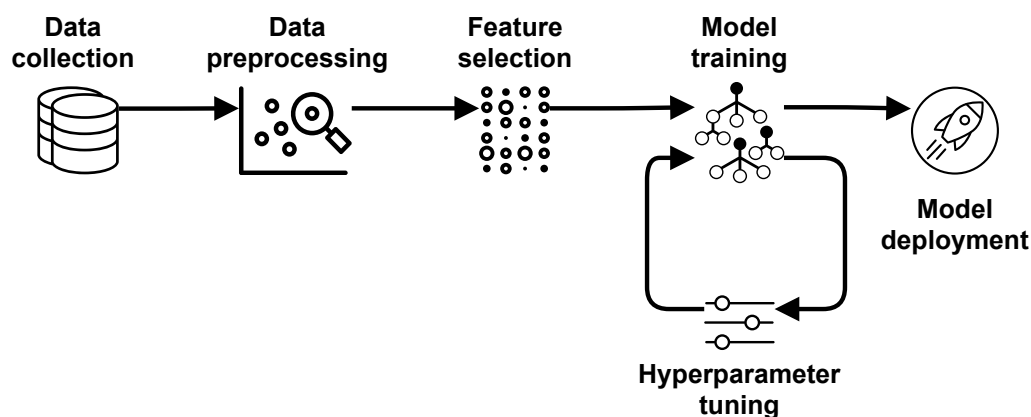 Data
collection
Data
preprocessing
Feature
selection
Model
training
Model
deployment
Hyperparameter
tuning